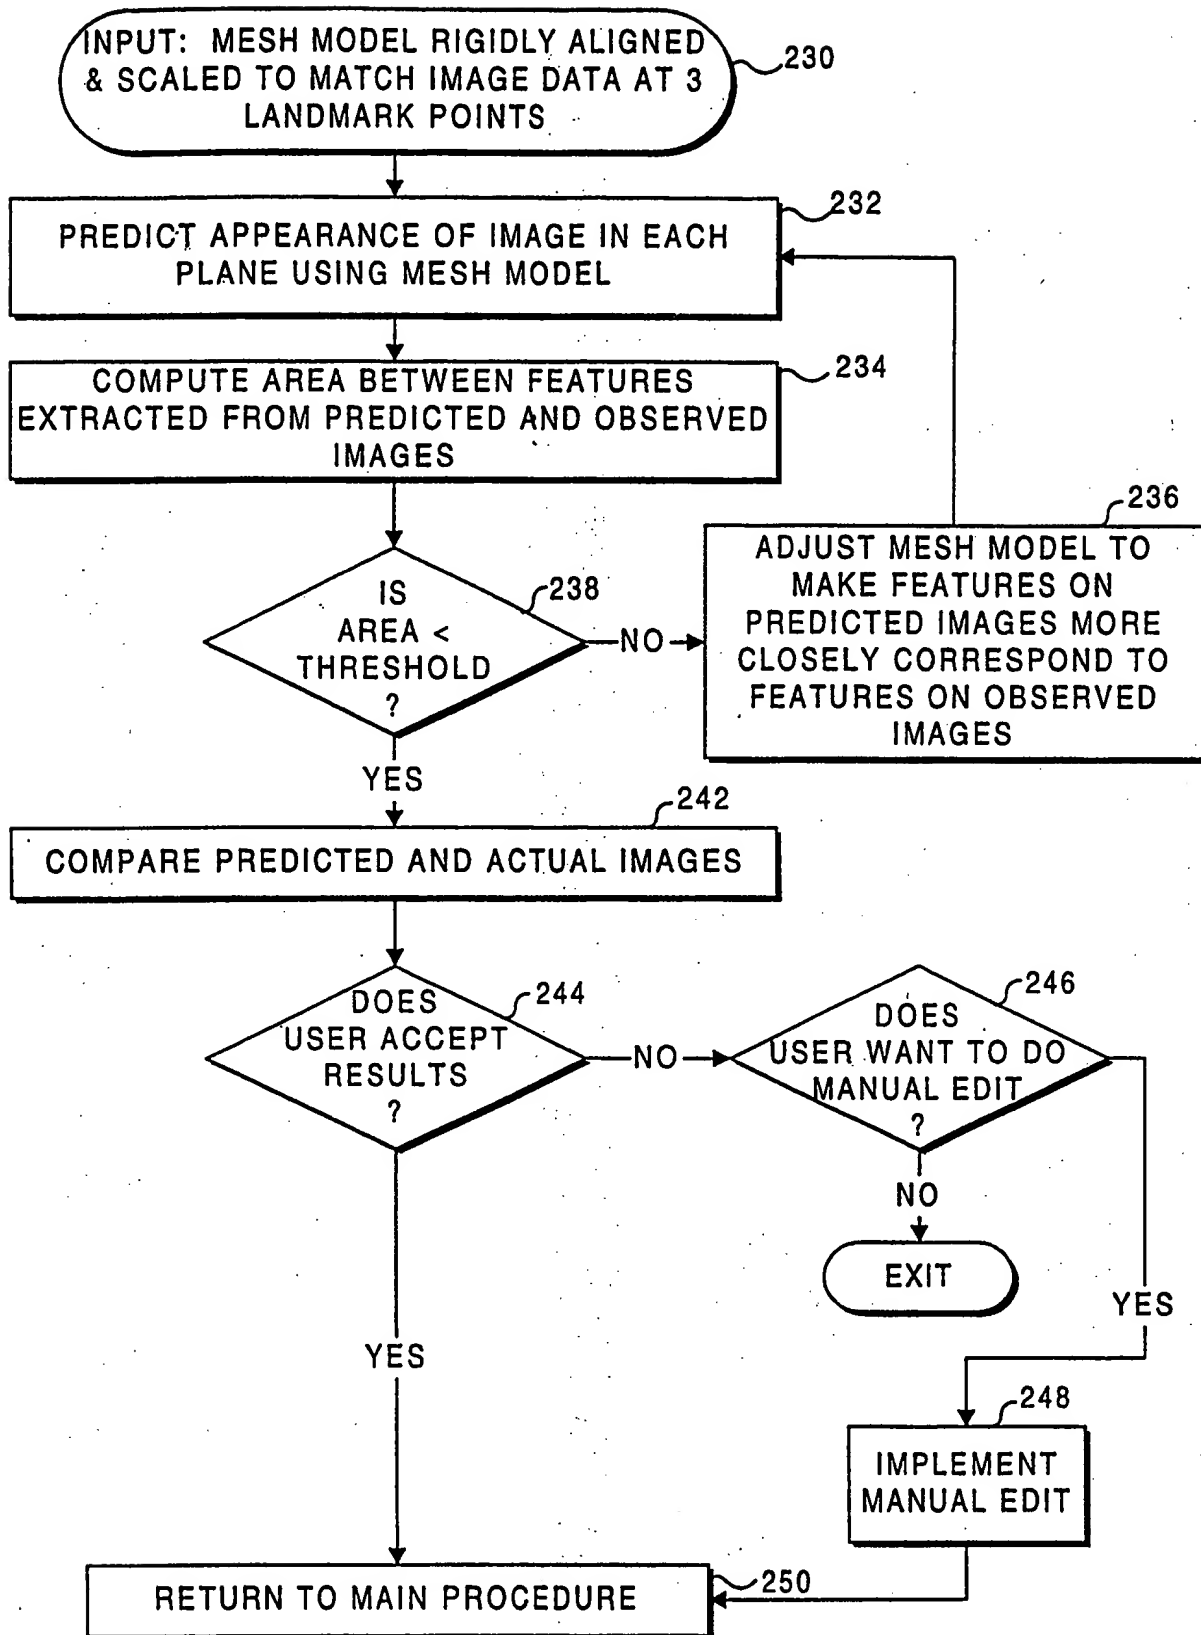 INPUT: MESH MODEL RIGIDLY ALIGNED
& SCALED TO MATCH IMAGE DATA AT 3
LANDMARK POINTS
230
232
PREDICT APPEARANCE OF IMAGE IN EACH
PLANE USING MESH MODEL
234
COMPUTE AREA BETWEEN FEATURES
EXTRACTED FROM PREDICTED AND OBSERVED
IMAGES
236
ADJUST MESH MODEL TO
MAKE FEATURES ON
PREDICTED IMAGES MORE
CLOSELY CORRESPOND TO
FEATURES ON OBSERVED
IMAGES
238
IS
AREA <
THRESHOLD
?
NO
YES
242
COMPARE PREDICTED AND ACTUAL IMAGES
244
DOES
USER ACCEPT
RESULTS
?
NO
246
DOES
USER WANT TO DO
MANUAL EDIT
?
NO
EXIT
YES
YES
248
IMPLEMENT
MANUAL EDIT
RETURN TO MAIN PROCEDURE
250